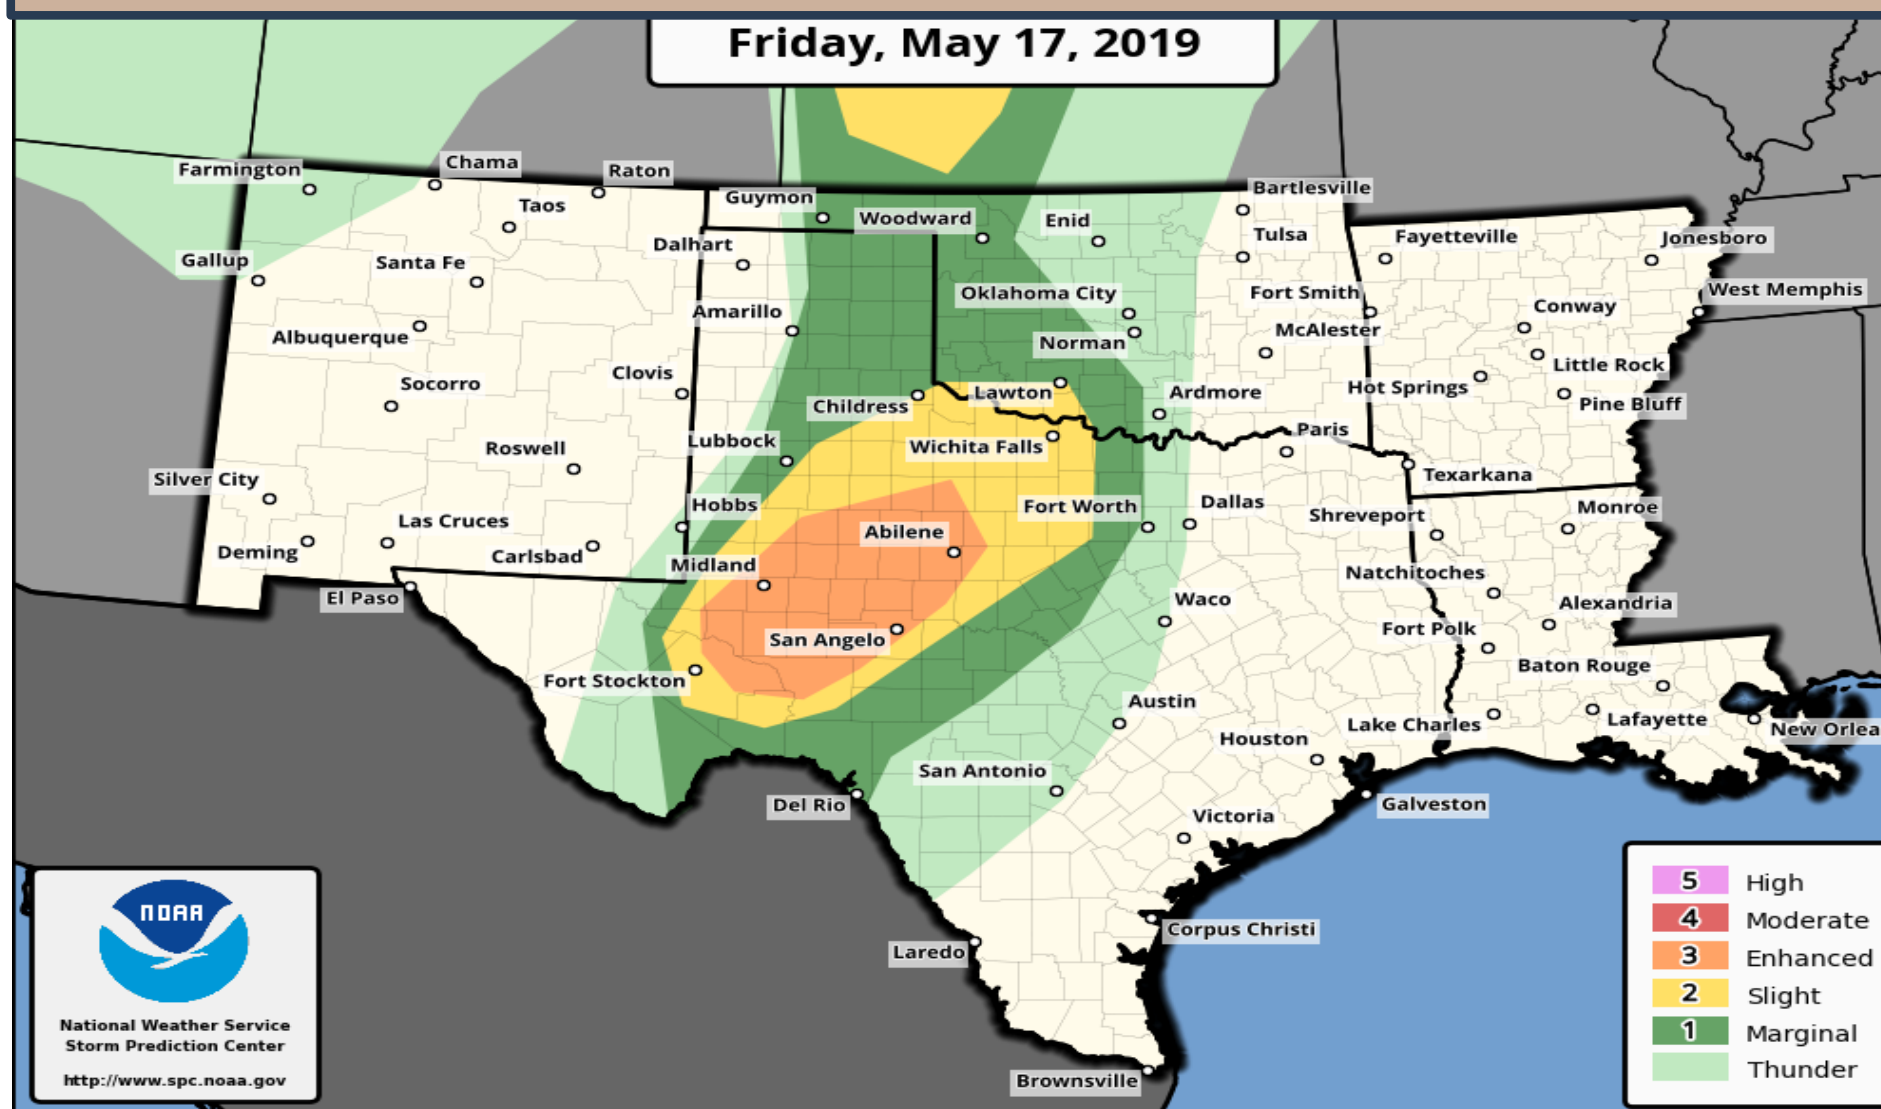 Friday, May 17, 2019
Farmington
Chama
Raton
Guymon
Bartlesville
Taos
Woodward
Enid
Tulsa
Fayetteville
Jonesboro
Gallup
Santa Fe
Dalhart
Oklahoma City
Fort Smith
West Memphis
Albuquerque
Amarillo
Norman
McAlester
Conway
Socorro
Clovis
Childress
Lawton
Ardmore
Hot Springs
Little Rock
Pine Bluff
Roswell
Lubbock
Wichita Falls
Paris
Texarkana
Silver City
Las Cruces
Hobbs
Abilene
Fort Worth
Dallas
Shreveport
Monroe
Deming
Carlsbad
Midland
Natchitoches
El Paso
San Angelo
Waco
Fort Polk
Alexandria
Fort Stockton
Baton Rouge
Austin
Houston
Lake Charles
Lafayette
New Orlea
San Antonio
Del Rio
Victoria
Galveston
Laredo
Corpus Christi
Brownsville
NOAA
National Weather Service
Storm Prediction Center
http://www.spc.noaa.gov
5 High
4 Moderate
3 Enhanced
2 Slight
1 Marginal
Thunder